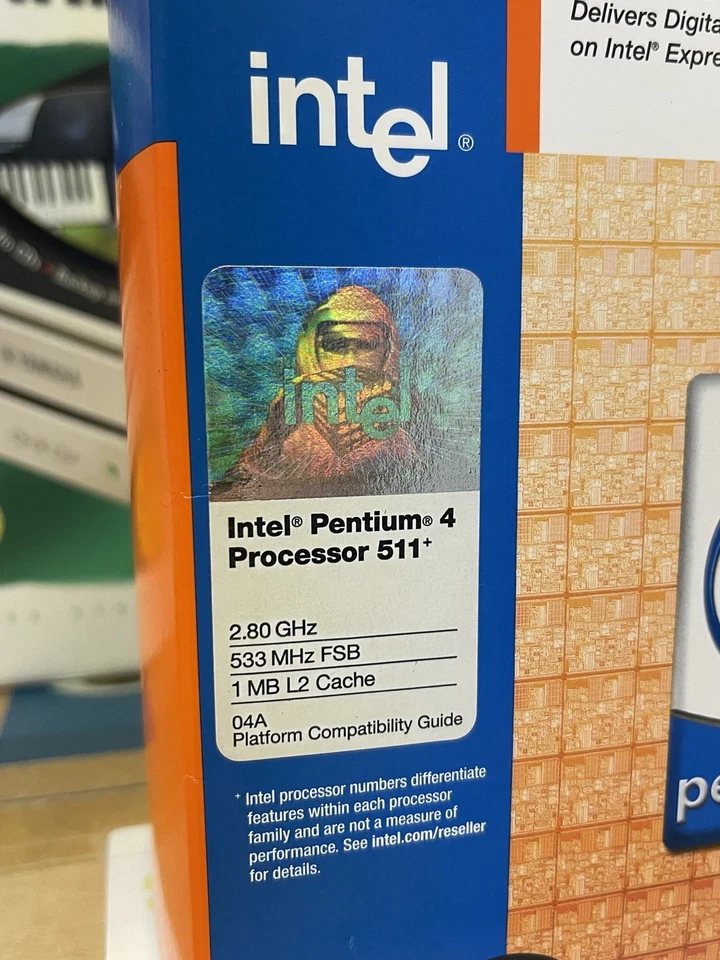 intel®
Delivers Digita
on Intel® Expre
intel
Intel® Pentium® 4
Processor 511+
2.80 GHz
533 MHz FSB
1 MB L2 Cache
04A
Platform Compatibility Guide
+ Intel processor numbers differentiate
features within each processor
family and are not a measure of
performance. See intel.com/reseller
for details.
pe